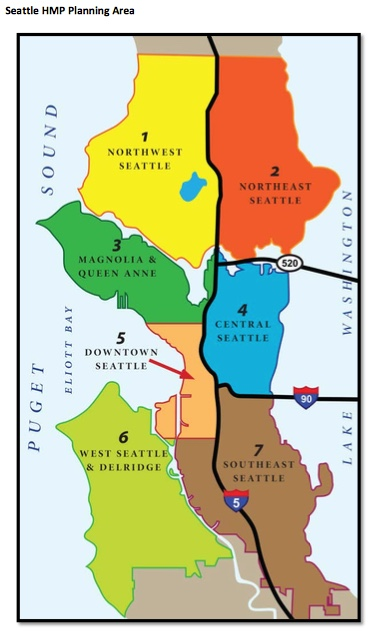 Seattle HMP Planning Area
PUGET SOUND
1
NORTHWEST
SEATTLE
2
NORTHEAST
SEATTLE
3
MAGNOLIA &
QUEEN ANNE
520
LAKE WASHINGTON
ELIOTT BAY
4
CENTRAL
SEATTLE
5
DOWNTOWN
SEATTLE
90
6
WEST SEATTLE
& DELRIDGE
7
SOUTHEAST
SEATTLE
5